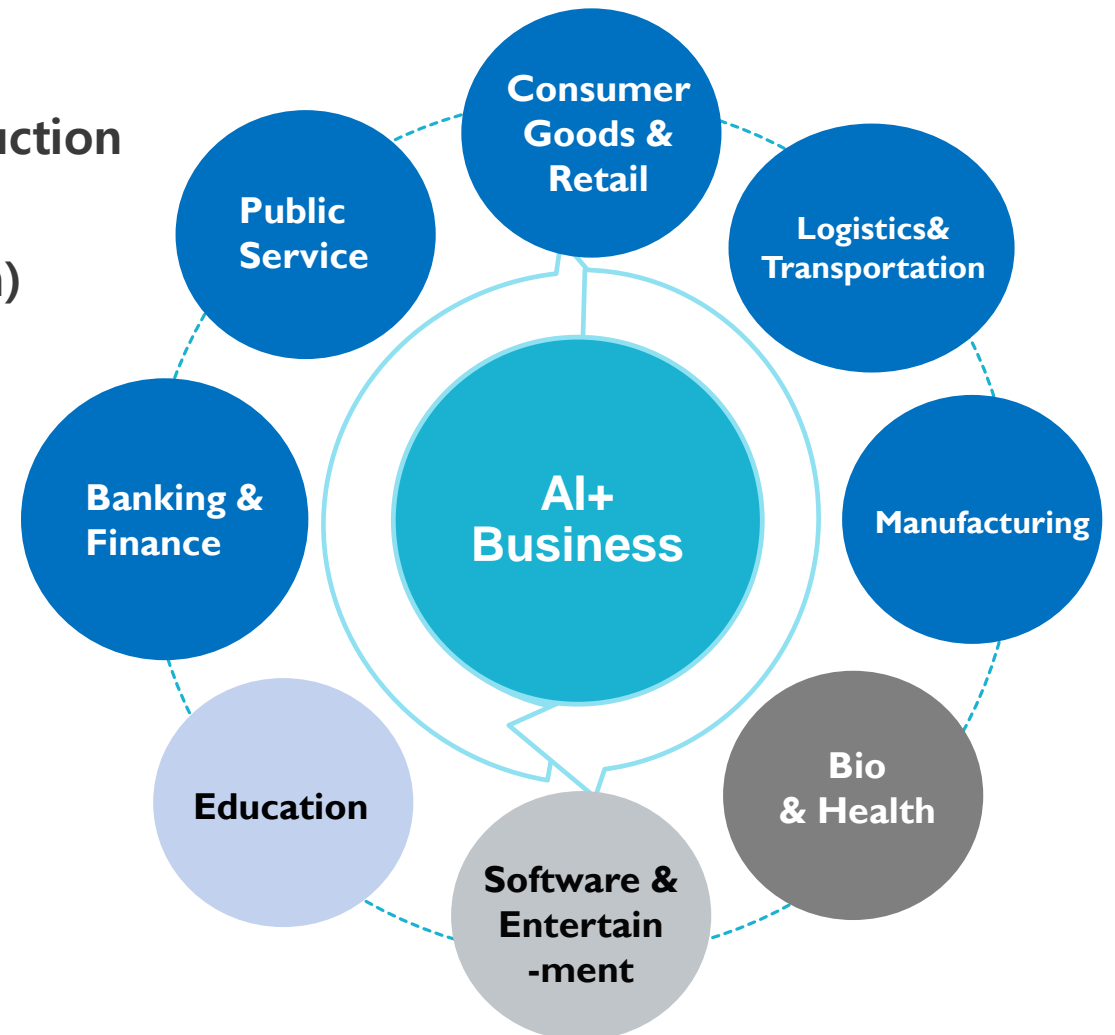 uction
)
Consumer
Goods &
Retail
Public
Service
Logistics&
Transportation
Banking &
Finance
AI+
Business
Manufacturing
Bio
& Health
Education
Software &
Entertain
-ment